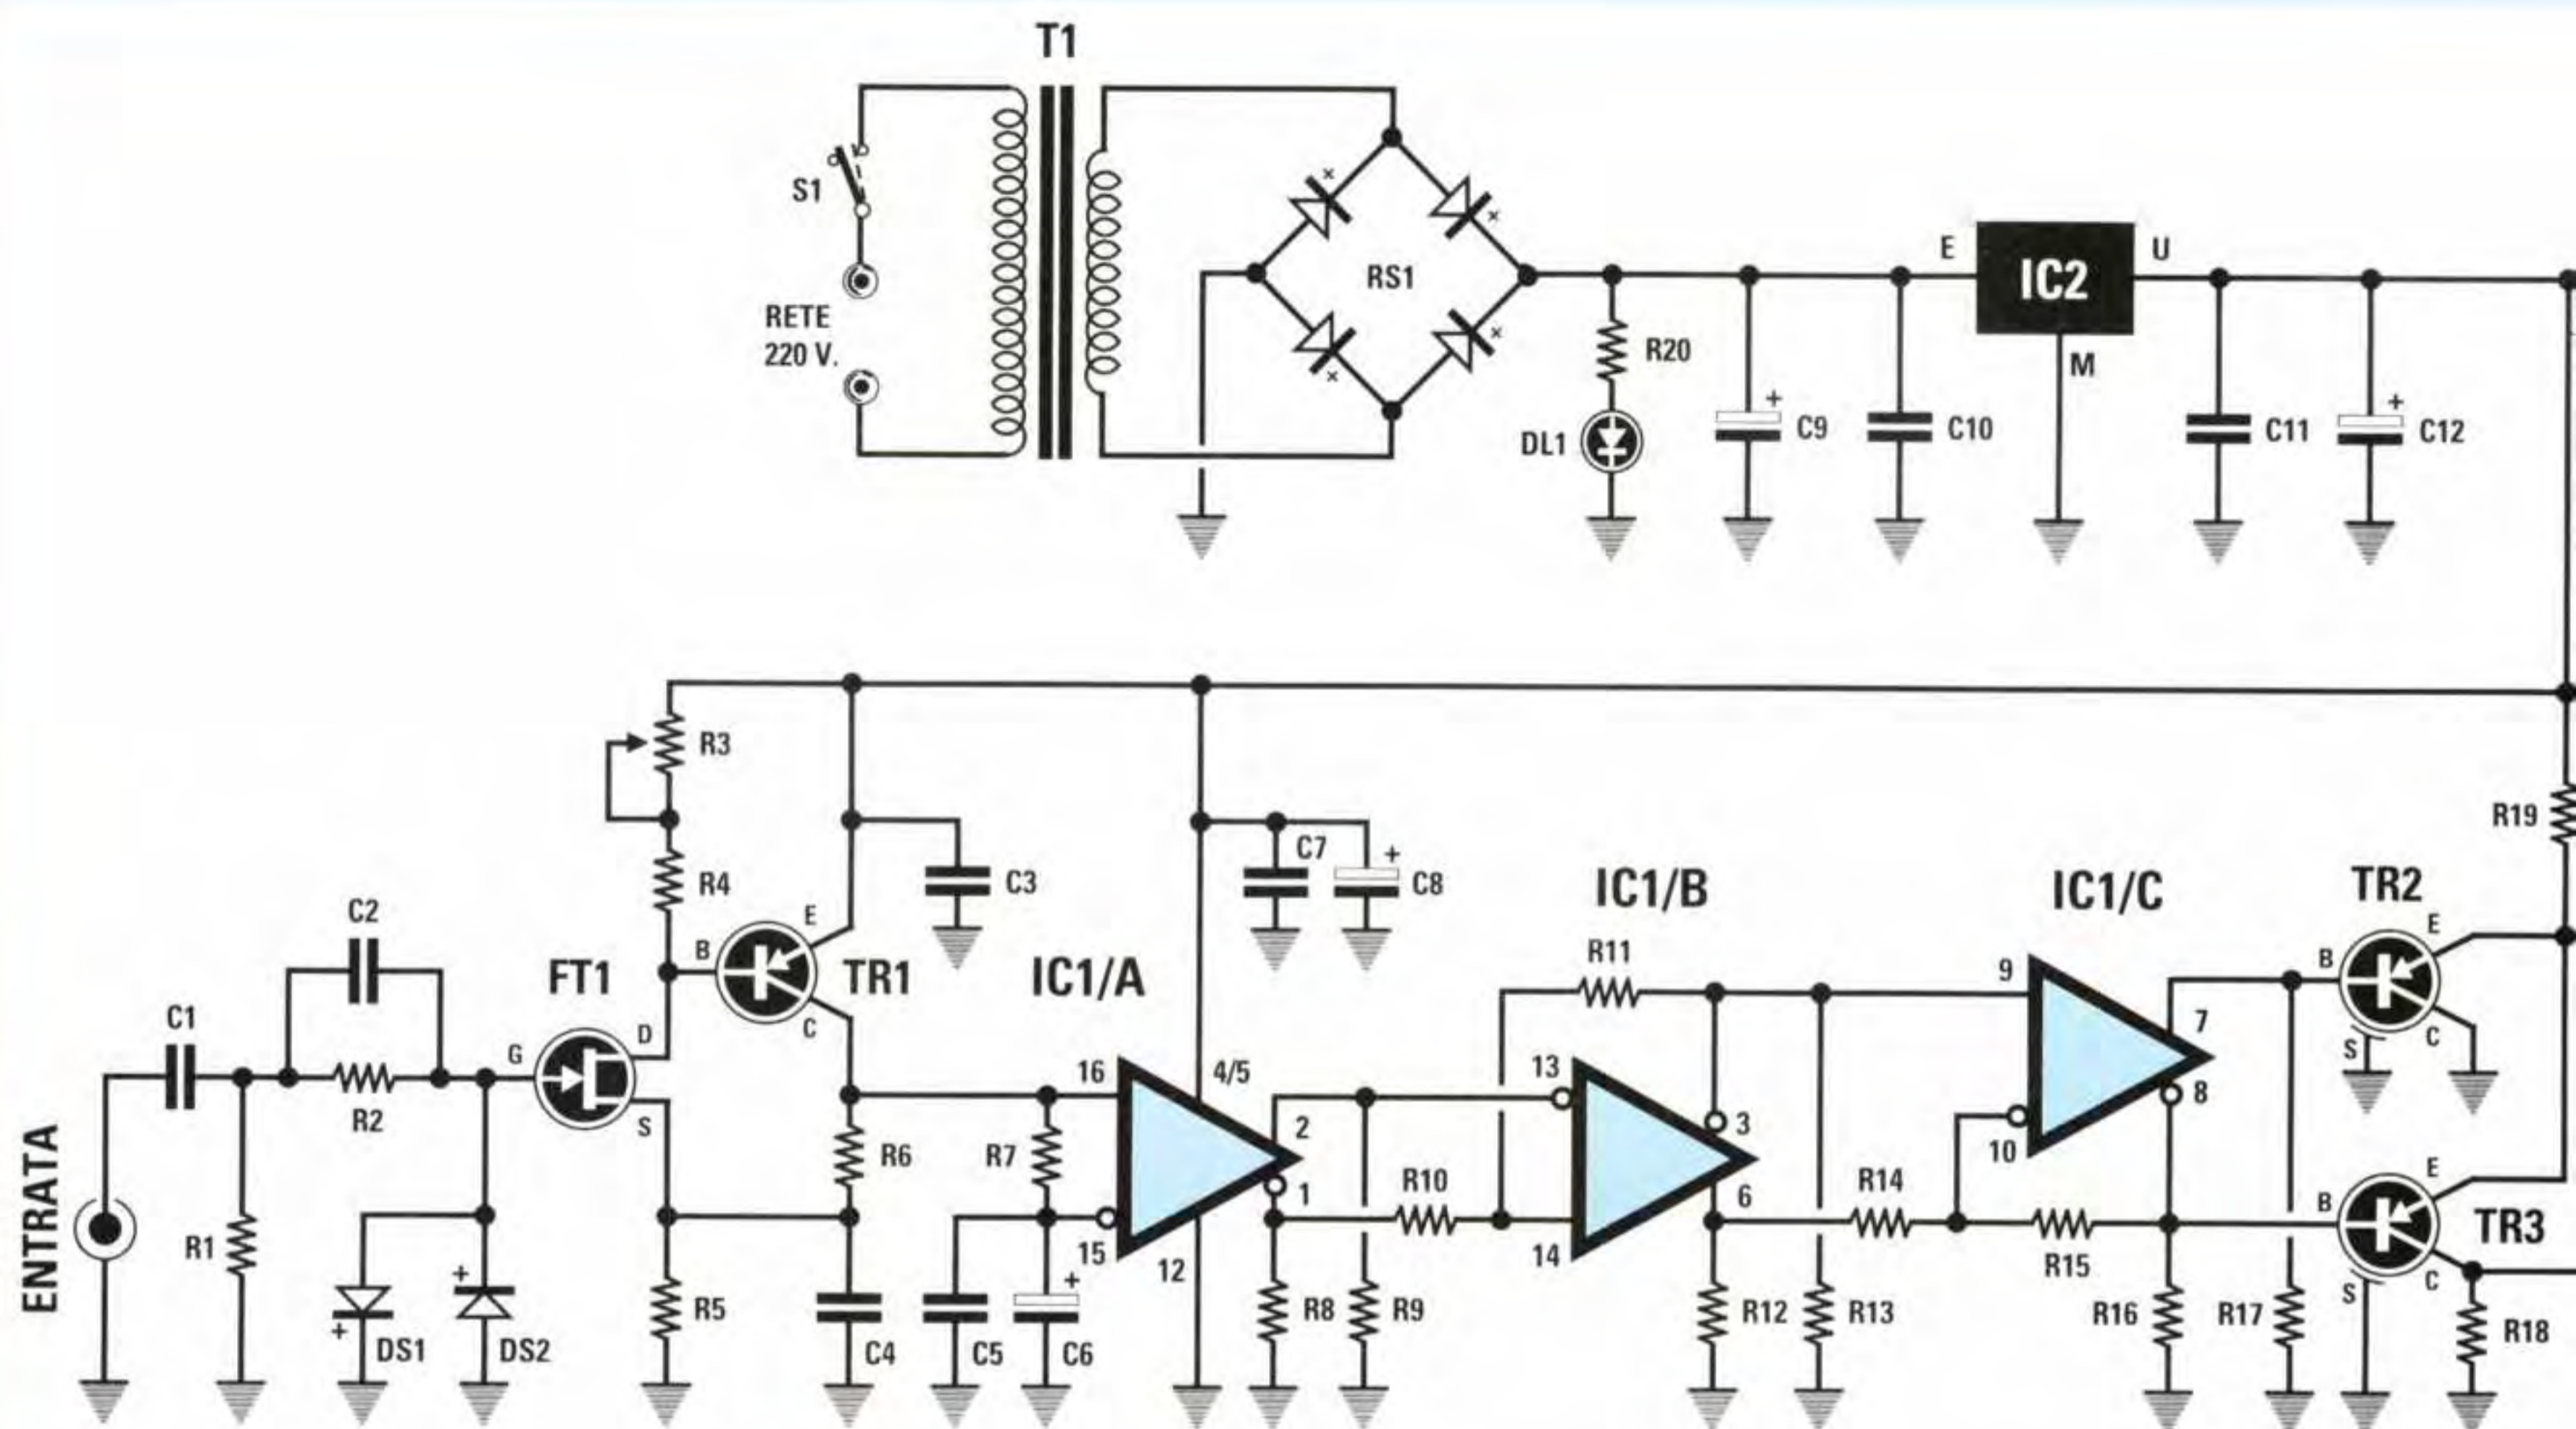 T1
S1
RETE
220 V.
RS1
R20
DL1
+
C9
C10
E
IC2
U
M
C11
+
C12
R3
R4
C3
C7
+
C8
R19
C2
C1
R2
FT1
G
D
S
B
E
C
TR1
IC1/A
IC1/B
R11
IC1/C
TR2
B
E
C
S
16
4/5
2
1
15
12
13
14
3
6
9
10
7
8
ENTRATA
R1
+
DS1
+
DS2
R5
R6
R7
C4
C5
+
C6
R8
R9
R10
R12
R13
R14
R15
R16
R17
B
E
C
S
TR3
R18